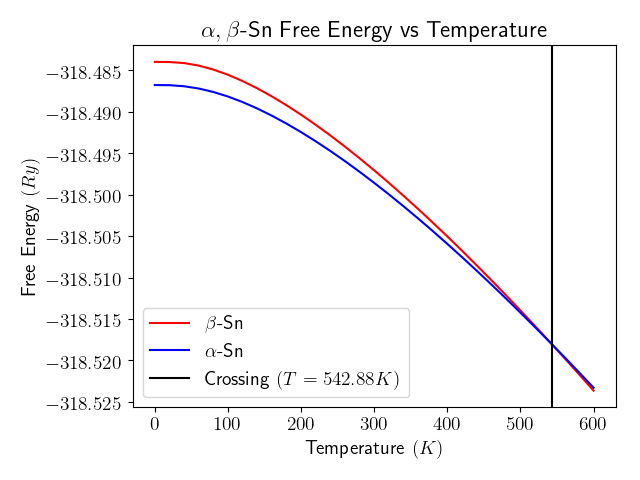 α, β-Sn Free Energy vs Temperature
Free Energy (Ry)
−318.485
−318.490
−318.495
−318.500
−318.505
−318.510
−318.515
−318.520
−318.525
β-Sn
α-Sn
Crossing (T = 542.88K)
0 100 200 300 400 500 600
Temperature (K)